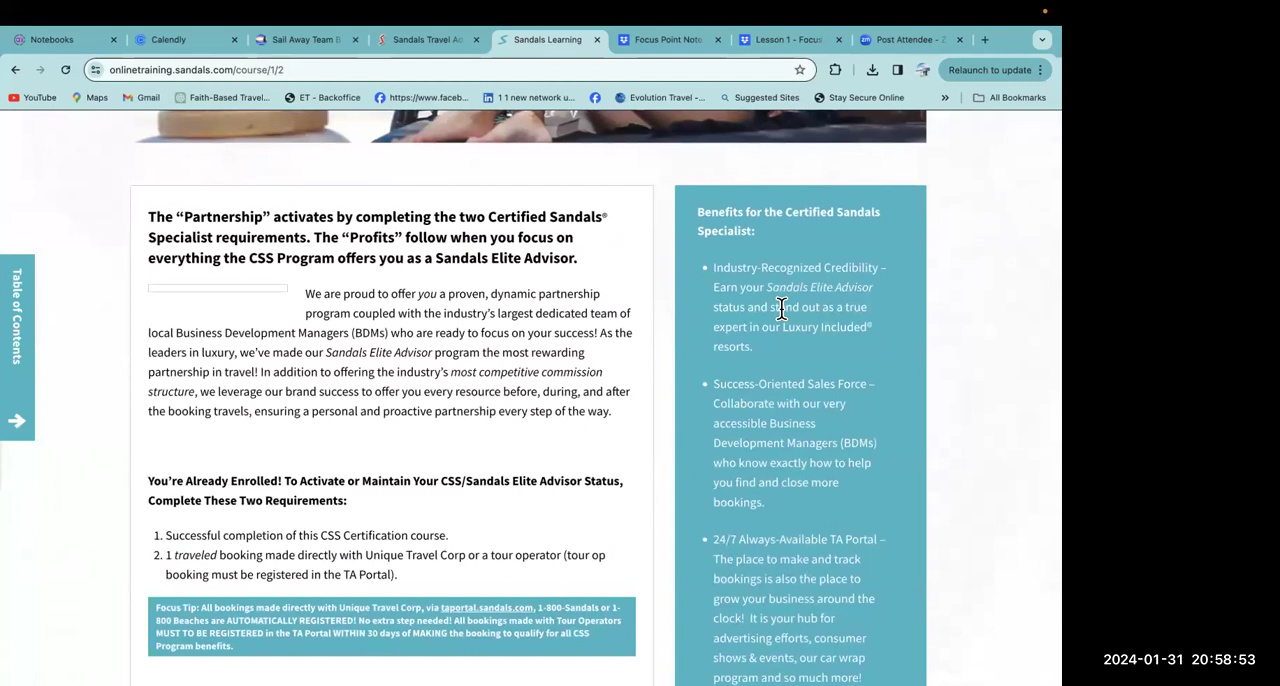 Notebooks
Calendly
Sail Away Team B
Sandals Travel Ad
Sandals Learning
Focus Point Note
Lesson 1 - Focus
Post Attendee - Z
onlinetraining.sandals.com/course/1/2
Relaunch to update
YouTube
Maps
Gmail
Faith-Based Travel...
ET - Backoffice
https://www.faceb...
1 1 new network u...
Evolution Travel -...
Suggested Sites
Stay Secure Online
All Bookmarks
Table of Contents
The “Partnership” activates by completing the two Certified Sandals®
Specialist requirements. The “Profits” follow when you focus on
everything the CSS Program offers you as a Sandals Elite Advisor.
We are proud to offer you a proven, dynamic partnership
program coupled with the industry’s largest dedicated team of
local Business Development Managers (BDMs) who are ready to focus on your success! As the
leaders in luxury, we’ve made our Sandals Elite Advisor program the most rewarding
partnership in travel! In addition to offering the industry’s most competitive commission
structure, we leverage our brand success to offer you every resource before, during, and after
the booking travels, ensuring a personal and proactive partnership every step of the way.
You’re Already Enrolled! To Activate or Maintain Your CSS/Sandals Elite Advisor Status,
Complete These Two Requirements:
1. Successful completion of this CSS Certification course.
2. 1 traveled booking made directly with Unique Travel Corp or a tour operator (tour op
booking must be registered in the TA Portal).
Focus Tip: All bookings made directly with Unique Travel Corp, via taportal.sandals.com, 1-800-Sandals or 1-
800 Beaches are AUTOMATICALLY REGISTERED! No extra step needed! All bookings made with Tour Operators
MUST TO BE REGISTERED in the TA Portal WITHIN 30 days of MAKING the booking to qualify for all CSS
Program benefits.
Benefits for the Certified Sandals
Specialist:
• Industry-Recognized Credibility –
Earn your Sandals Elite Advisor
status and stand out as a true
expert in our Luxury Included®
resorts.
• Success-Oriented Sales Force –
Collaborate with our very
accessible Business
Development Managers (BDMs)
who know exactly how to help
you find and close more
bookings.
• 24/7 Always-Available TA Portal –
The place to make and track
bookings is also the place to
grow your business around the
clock! It is your hub for
advertising efforts, consumer
shows & events, our car wrap
program and so much more!
2024-01-31 20:58:53